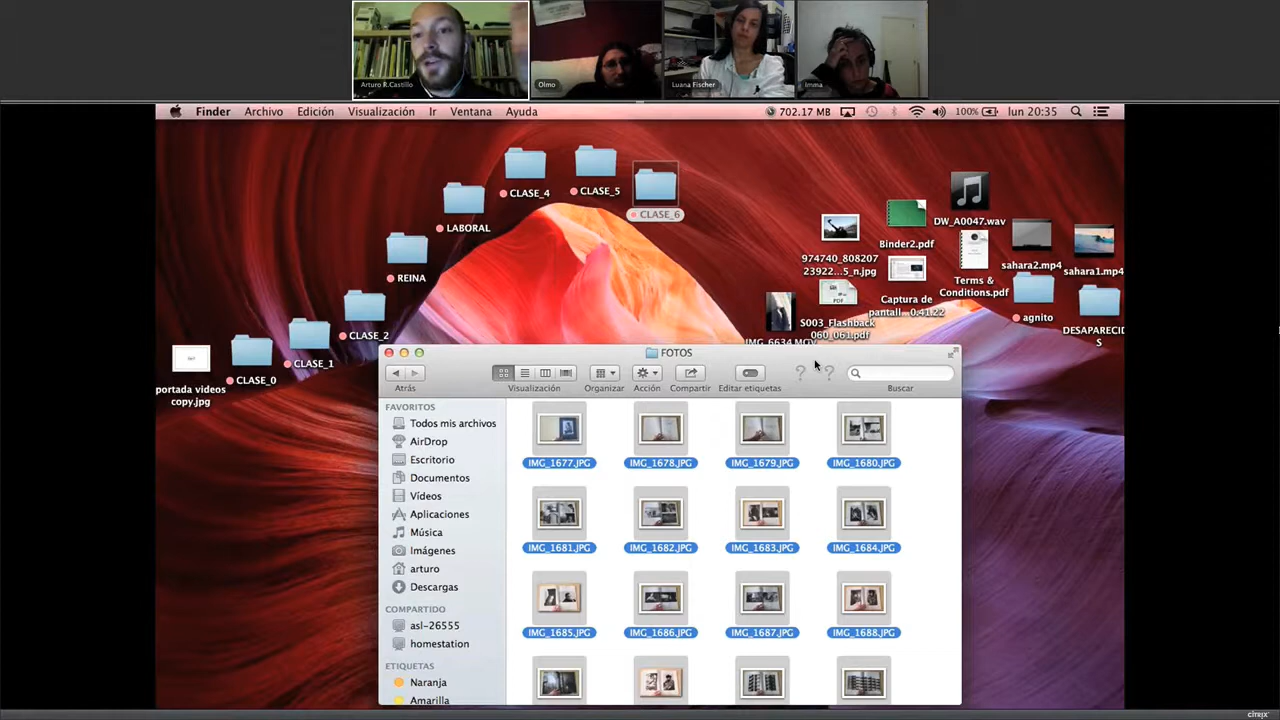 Arturo R.Castillo
Olmo
Luana Fischer
Imma
Finder Archivo Edición Visualización Ir Ventana Ayuda
702.17 MB
100%
lun 20:35
CLASE_4
CLASE_5
CLASE_6
LABORAL
REINA
CLASE_2
CLASE_1
CLASE_0
portada videos
copy.jpg
DW_A0047.wav
Binder2.pdf
974740_808207
23922...5_n.jpg
sahara2.mp4
sahara1.mp4
Terms &
Conditions.pdf
Captura de
pantall...0.41.22
PDF
S003_Flashback
060_061.pdf
agnito
DESAPARECID
S
IMG_6634.MOV
FOTOS
Atrás
Visualización
Organizar
Acción
Compartir
Editar etiquetas
? ?
Buscar
FAVORITOS
Todos mis archivos
AirDrop
Escritorio
Documentos
Vídeos
Aplicaciones
Música
Imágenes
arturo
Descargas
COMPARTIDO
asl-26555
homestation
ETIQUETAS
Naranja
Amarilla
IMG_1677.JPG IMG_1678.JPG IMG_1679.JPG IMG_1680.JPG
IMG_1681.JPG IMG_1682.JPG IMG_1683.JPG IMG_1684.JPG
IMG_1685.JPG IMG_1686.JPG IMG_1687.JPG IMG_1688.JPG
CITRIX